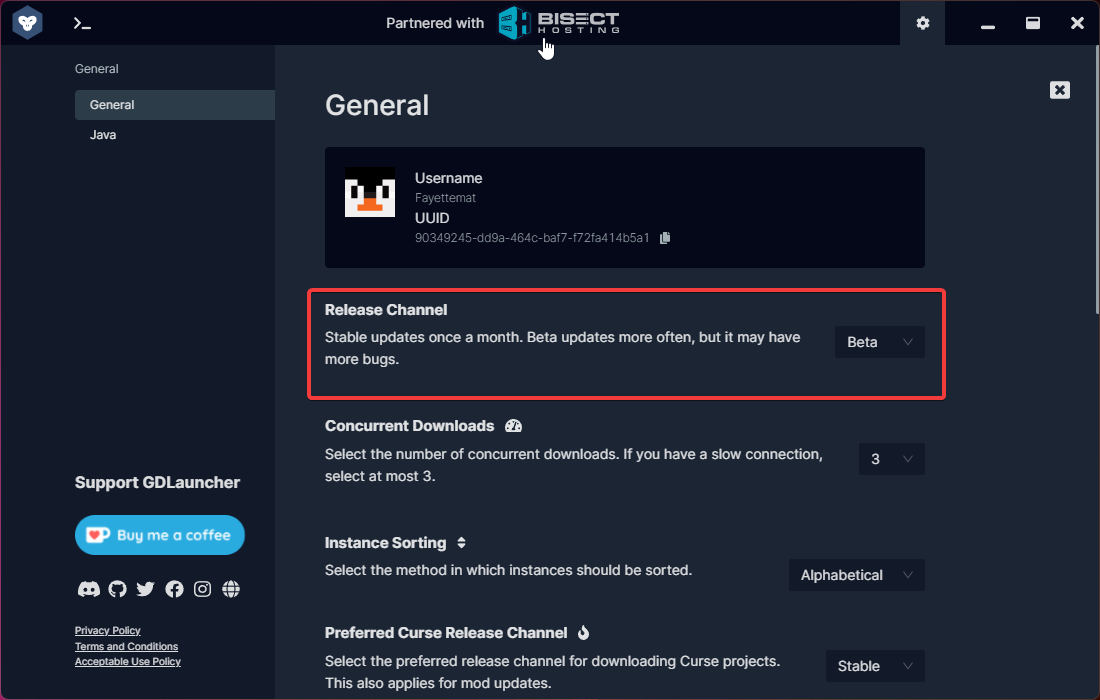 >_
Partnered with BISECT HOSTING
General
General
Java
General
Username
Fayettemat
UUID
90349245-dd9a-464c-baf7-f72fa414b5a1
Release Channel
Stable updates once a month. Beta updates more often, but it may have
more bugs.
Beta
Concurrent Downloads
Select the number of concurrent downloads. If you have a slow connection,
select at most 3.
3
Instance Sorting
Select the method in which instances should be sorted.
Alphabetical
Preferred Curse Release Channel
Select the preferred release channel for downloading Curse projects.
This also applies for mod updates.
Stable
Support GDLauncher
Buy me a coffee
Privacy Policy
Terms and Conditions
Acceptable Use Policy